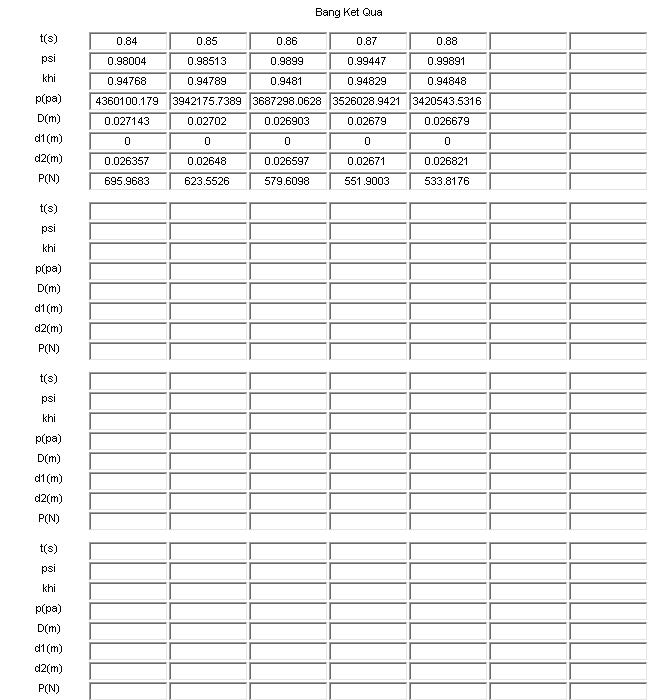 Bang Ket Qua
t(s) 0.84 0.85 0.86 0.87 0.88
psi 0.98004 0.98513 0.9899 0.99447 0.99891
khi 0.94768 0.94789 0.9481 0.94829 0.94848
p(pa) 4360100.179 3942175.7389 3687298.0628 3526028.9421 3420543.5316
D(m) 0.027143 0.02702 0.026903 0.02679 0.026679
d1(m) 0 0 0 0 0
d2(m) 0.026357 0.02648 0.026597 0.02671 0.026821
P(N) 695.9683 623.5526 579.6098 551.9003 533.8176
t(s)
psi
khi
p(pa)
D(m)
d1(m)
d2(m)
P(N)
t(s)
psi
khi
p(pa)
D(m)
d1(m)
d2(m)
P(N)
t(s)
psi
khi
p(pa)
D(m)
d1(m)
d2(m)
P(N)